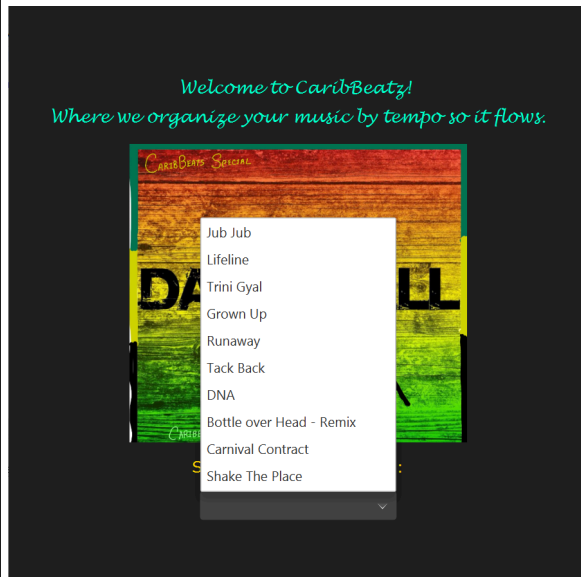 Welcome to CaribBeatz!
Where we organize your music by tempo so it flows.
CaribBeats Special
Jub Jub
Lifeline
Trini Gyal
Grown Up
Runaway
Tack Back
DNA
Bottle over Head - Remix
Carnival Contract
Shake The Place